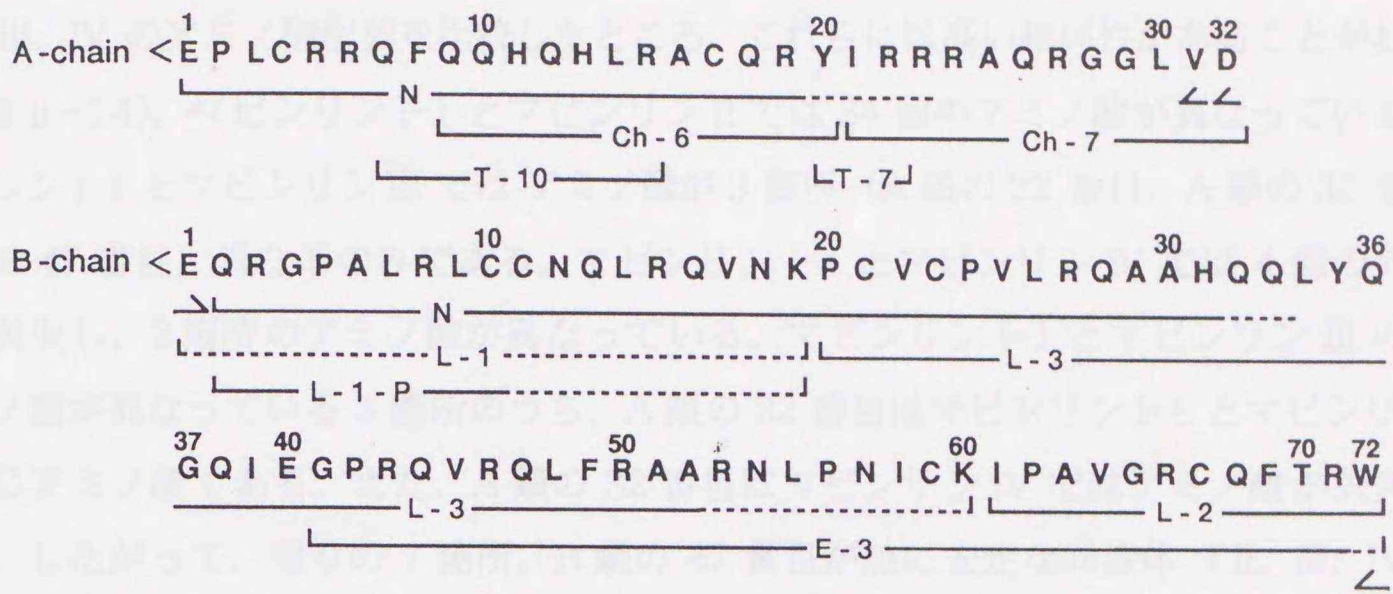 1 10 20 30 32
A-chain <E P L C R R Q F Q Q H Q H L R A C Q R Y I R R R A Q R G G L V D
N
Ch-6 Ch-7
T-10 T-7
1 10 20 30 36
B-chain <E Q R G P A L R L C C N Q L R Q V N K P C V C P V L R Q A A H Q Q L Y Q
N
L-1 L-3
L-1-P
37 40 50 60 70 72
G Q I E G P R Q V R Q L F R A A R N L P N I C K I P A V G R C Q F T R W
L-3 L-2
E-3